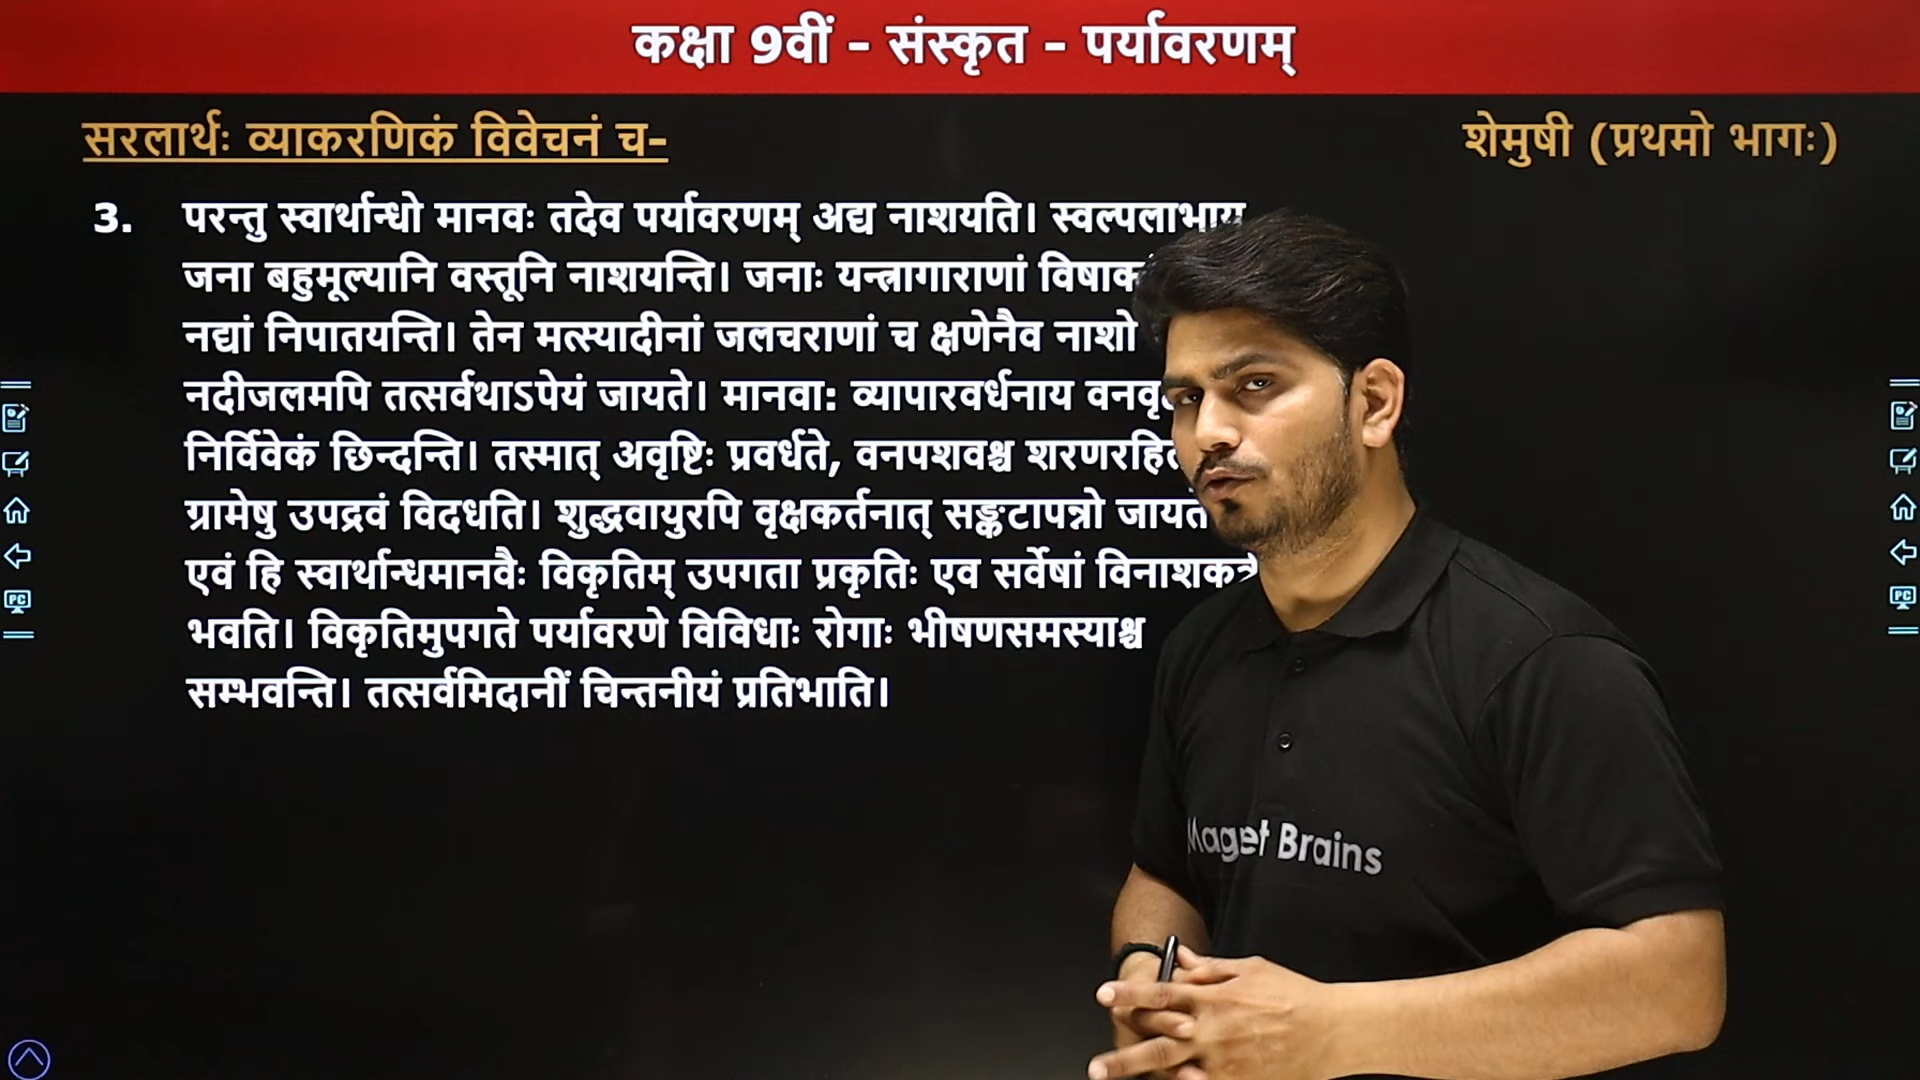 कक्षा 9वीं - संस्कृत - पर्यावरणम्
सरलार्थः व्याकरणिकं विवेचनं च-
शेमुषी (प्रथमो भागः)
3. परन्तु स्वार्थान्धो मानवः तदेव पर्यावरणम् अद्य नाशयति। स्वल्पलाभाय
जना बहुमूल्यानि वस्तूनि नाशयन्ति। जनाः यन्त्रागाराणां
नद्यां निपातयन्ति। तेन मत्स्यादीनां जलचराणां च क्षणेनैव नाशो
नदीजलमपि तत्सर्वथाऽपेयं जायते। मानवा: व्यापारवर्धनाय
निर्विवेकं छिन्दन्ति। तस्मात् अवृष्टिः प्रवर्धते, वनपशवश्च
ग्रामेषु उपद्रवं विदधति। शुद्धवायुरपि वृक्षकर्तनात् सङ्कटापन्नो जायते
एवं हि स्वार्थान्धमानवैः विकृतिम् उपगता प्रकृतिः एव सर्वेषां
भवति। विकृतिमुपगते पर्यावरणे विविधाः रोगाः भीषणसमस्याश्च
सम्भवन्ति। तत्सर्वमिदानीं चिन्तनीयं प्रतिभाति।
PC
PC
Magnet Brains